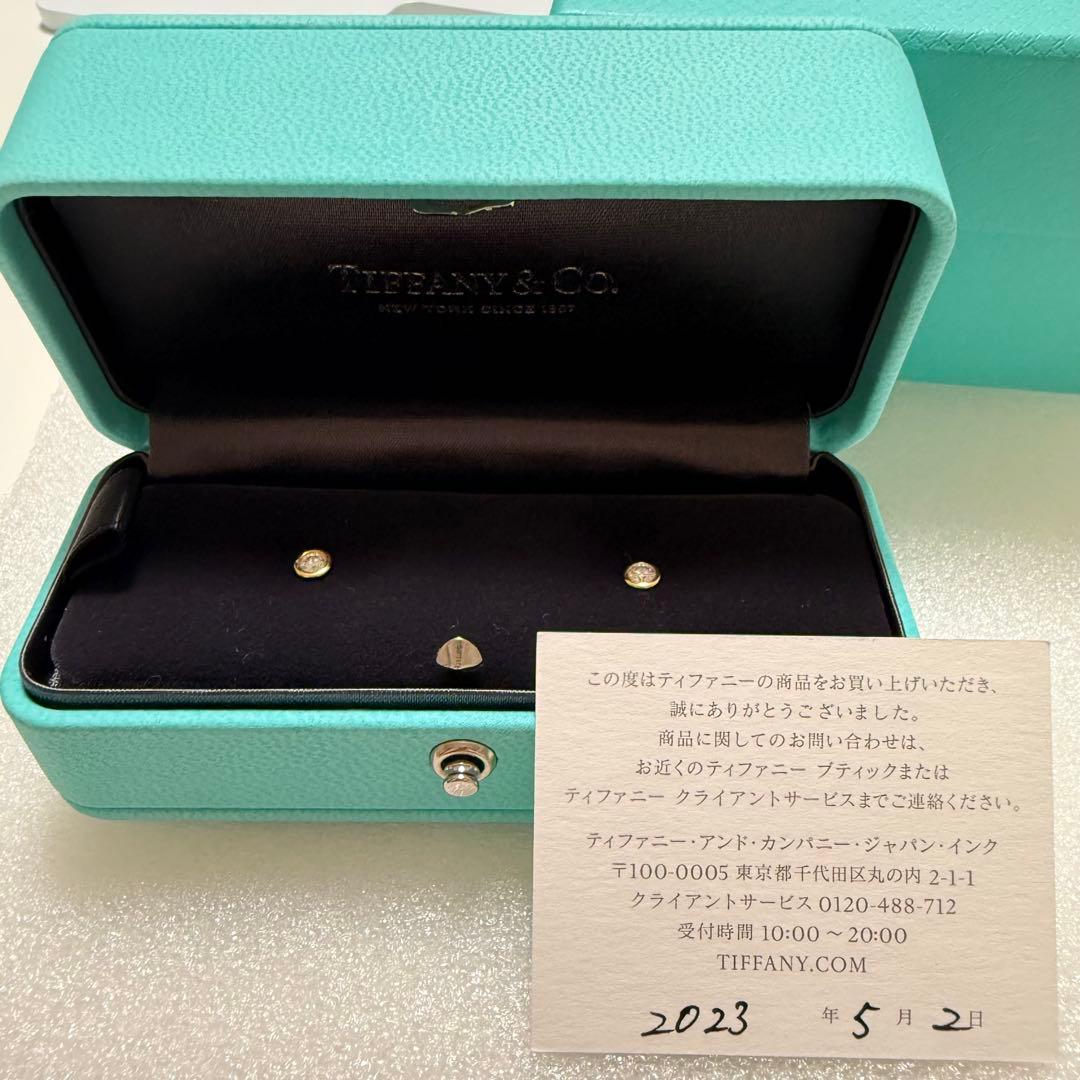 TIFFANY & CO.
NEW YORK SINCE 1837
この度はティファニーの商品をお買い上げいただき、
誠にありがとうございました。
商品に関してのお問い合わせは、
お近くのティファニー ブティックまたは
ティファニー クライアントサービスまでご連絡ください。
ティファニー・アンド・カンパニー・ジャパン・インク
〒100-0005 東京都千代田区丸の内 2-1-1
クライアントサービス 0120-488-712
受付時間 10:00 ～ 20:00
TIFFANY.COM
2023 年 5 月 2 日